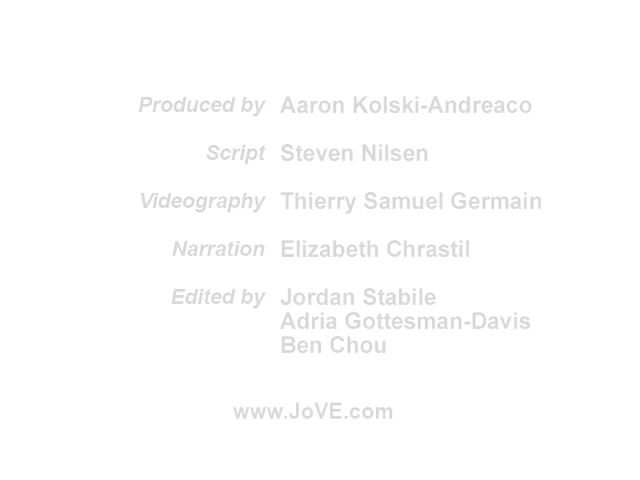 Produced by Aaron Kolski-Andreaco
Script Steven Nilsen
Videography Thierry Samuel Germain
Narration Elizabeth Chrastil
Edited by Jordan Stabile
Adria Gottesman-Davis
Ben Chou
www.JoVE.com